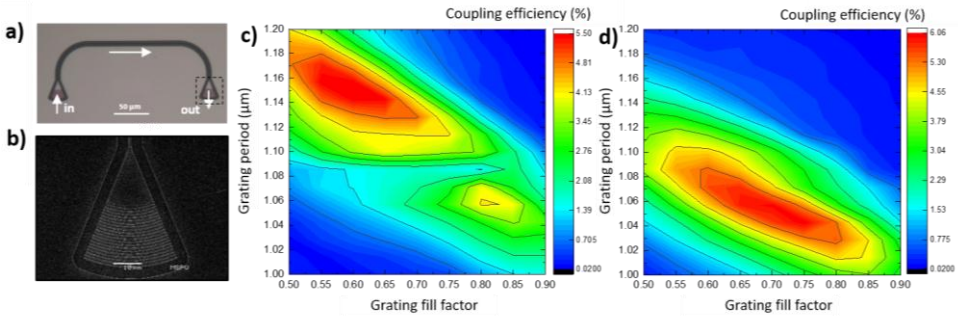 a)
in
out
50 µm
b)
c)
Coupling efficiency (%)
Grating period (µm)
1.20
1.18
1.16
1.14
1.12
1.10
1.08
1.06
1.04
1.02
1.00
0.50 0.55 0.60 0.65 0.70 0.75 0.80 0.85 0.90
Grating fill factor
5.50
4.81
4.13
3.45
2.76
2.08
1.39
0.705
0.0200
d)
Coupling efficiency (%)
Grating period (µm)
1.20
1.18
1.16
1.14
1.12
1.10
1.08
1.06
1.04
1.02
1.00
0.50 0.55 0.60 0.65 0.70 0.75 0.80 0.85 0.90
Grating fill factor
6.06
5.31
4.55
3.80
3.04
2.29
1.53
0.775
0.0200